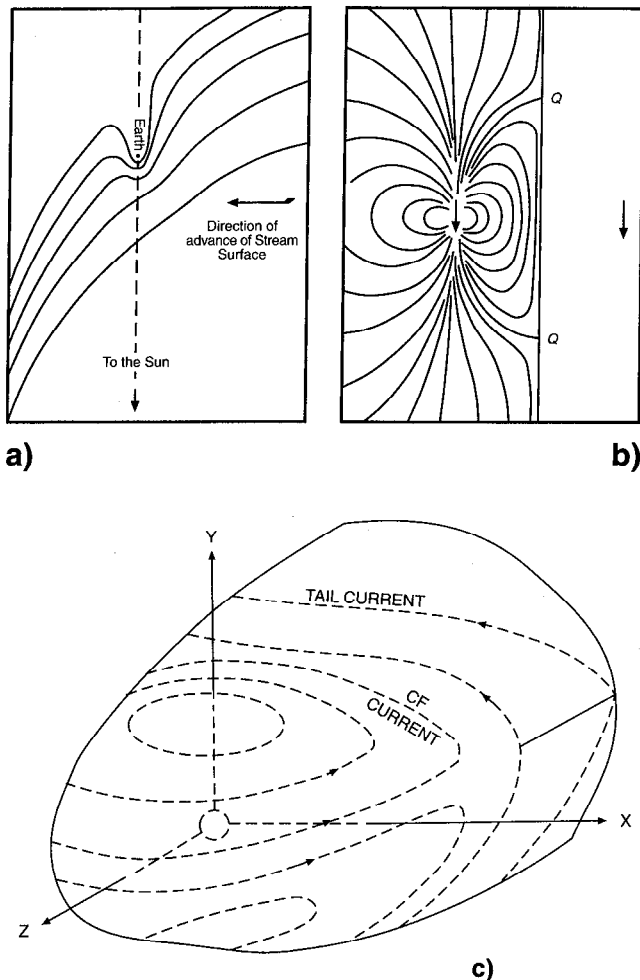 Earth
Direction of
advance of Stream
Surface
To the Sun
a)
Q
Q
b)
Y
TAIL CURRENT
CF
CURRENT
X
Z
c)